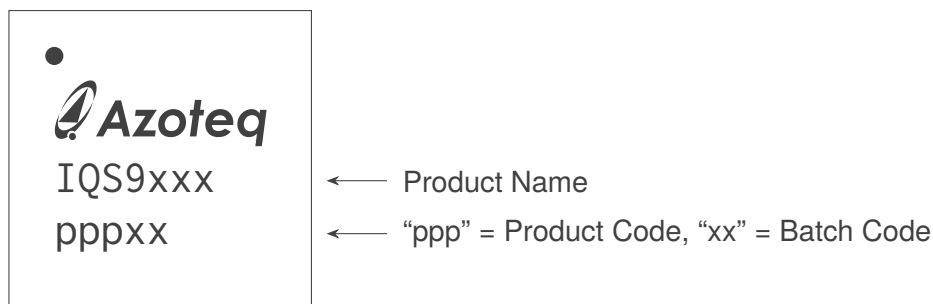 Azoteq
IQS9xxx
Product Name
pppxx
“ppp” = Product Code, “xx” = Batch Code